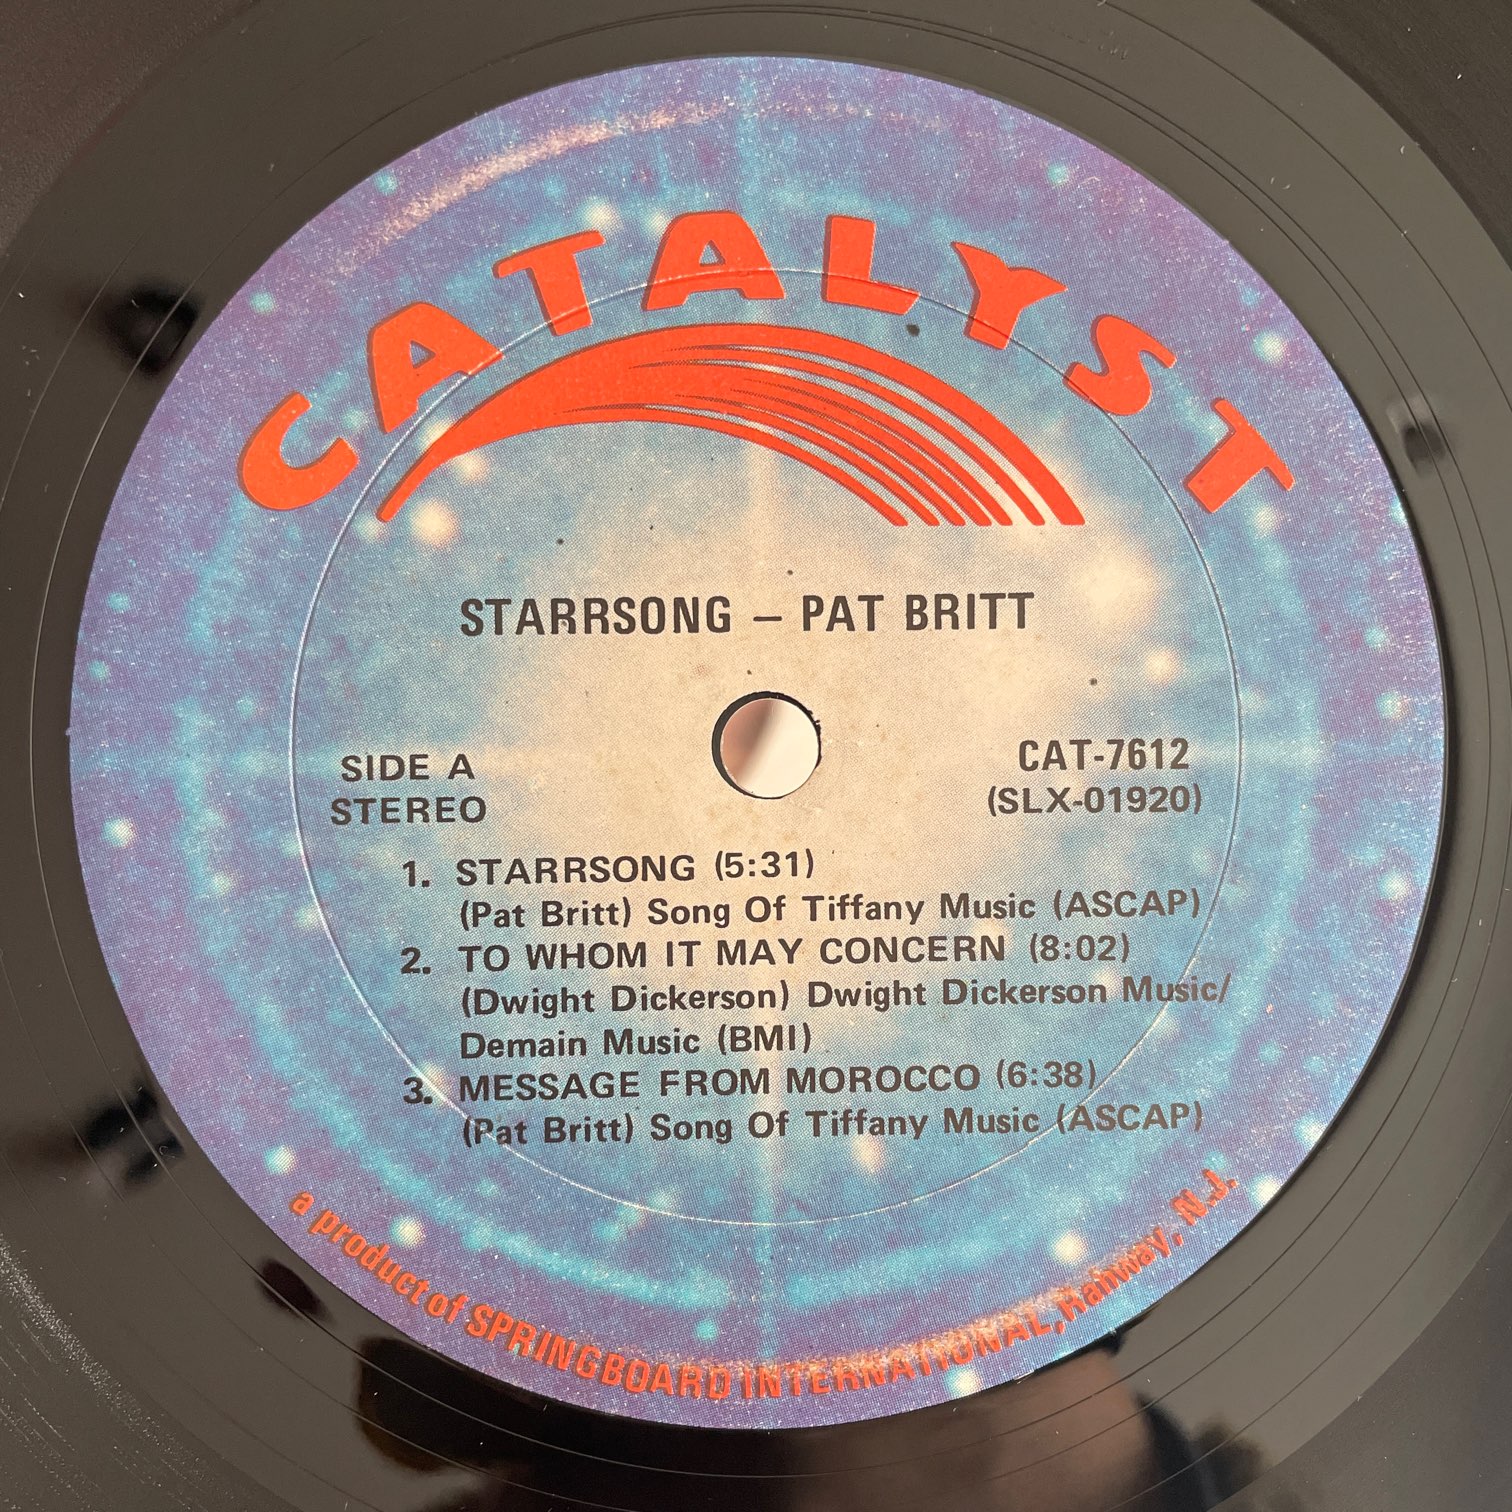 CATALYST
STARRSONG – PAT BRITT
SIDE A
STEREO
CAT-7612
(SLX-01920)
1. STARRSONG (5:31)
(Pat Britt) Song Of Tiffany Music (ASCAP)
2. TO WHOM IT MAY CONCERN (8:02)
(Dwight Dickerson) Dwight Dickerson Music/
Demain Music (BMI)
3. MESSAGE FROM MOROCCO (6:38)
(Pat Britt) Song Of Tiffany Music (ASCAP)
a product of SPRINGBOARD INTERNATIONAL, Rahway, N.J.